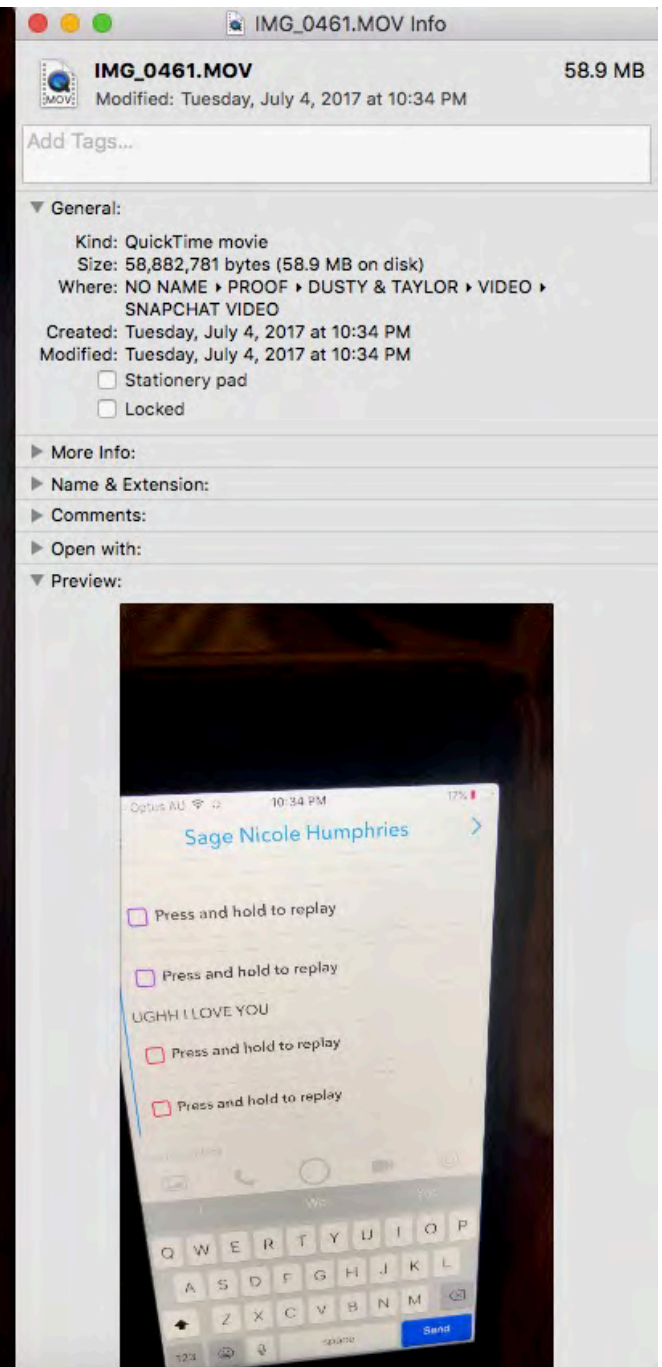 IMG_0461.MOV Info
MOV
IMG_0461.MOV
58.9 MB
Modified: Tuesday, July 4, 2017 at 10:34 PM
Add Tags...
General:
Kind: QuickTime movie
Size: 58,882,781 bytes (58.9 MB on disk)
Where: NO NAME ▸ PROOF ▸ DUSTY & TAYLOR ▸ VIDEO ▸
SNAPCHAT VIDEO
Created: Tuesday, July 4, 2017 at 10:34 PM
Modified: Tuesday, July 4, 2017 at 10:34 PM
Stationery pad
Locked
More Info:
Name & Extension:
Comments:
Open with:
Preview:
Optus AU 10:34 PM 17%
Sage Nicole Humphries
Press and hold to replay
Press and hold to replay
UGHH I LOVE YOU
Press and hold to replay
Press and hold to replay
Q W E R T Y U I O P
A S D F G H J K L
Z X C V B N M
123 space Send